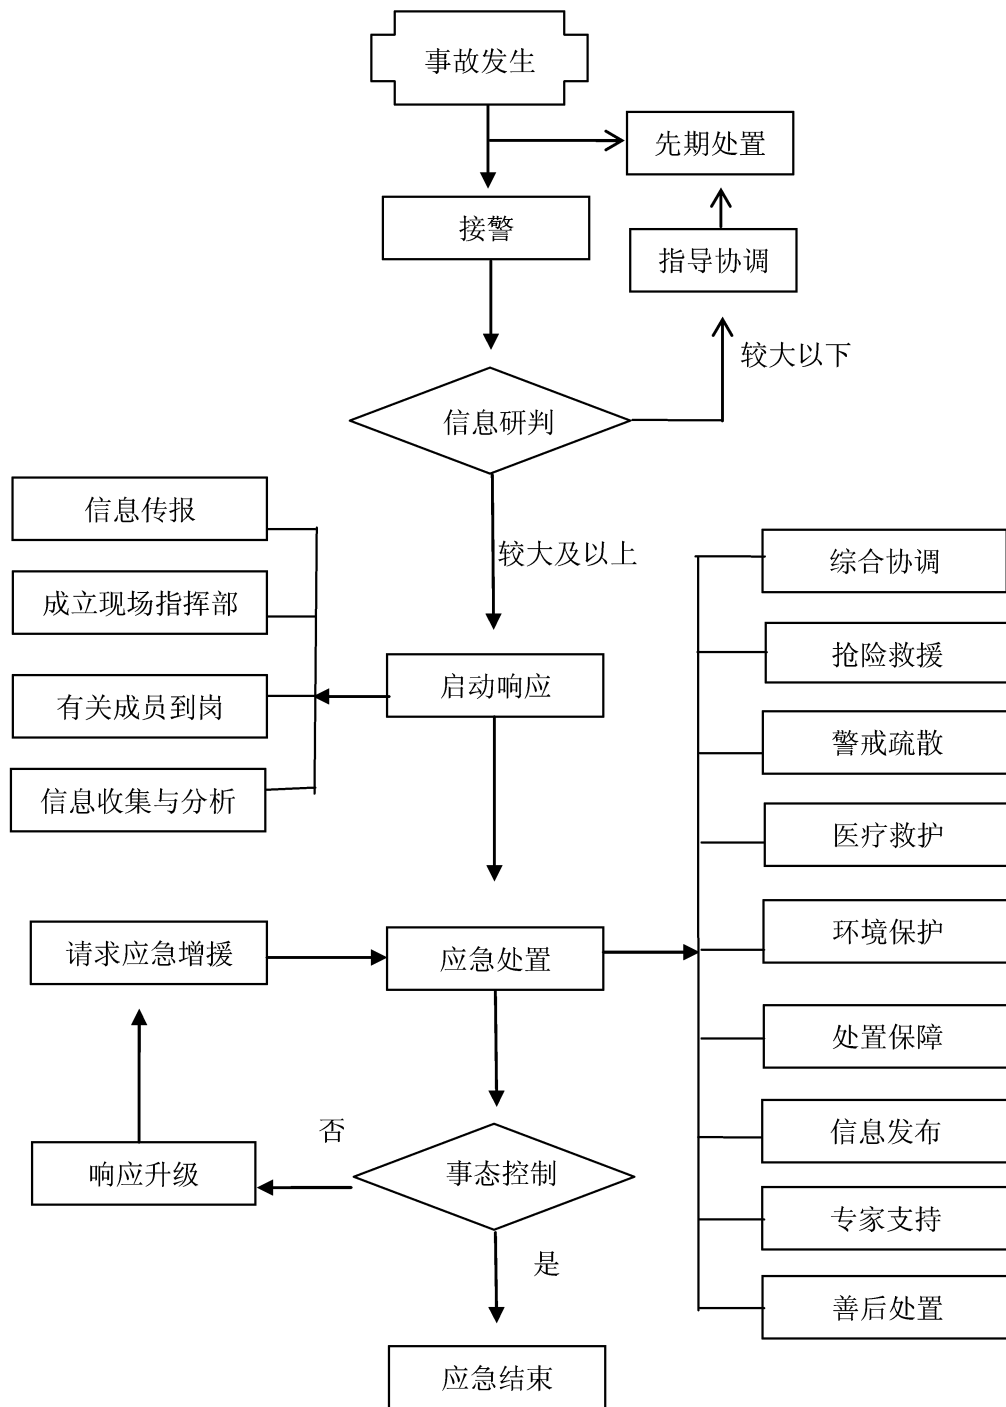 事故发生
先期处置
接警
指导协调
较大以下
信息研判
信息传报
较大及以上
综合协调
成立现场指挥部
抢险救援
启动响应
有关成员到岗
警戒疏散
信息收集与分析
医疗救护
请求应急增援
应急处置
环境保护
处置保障
否
信息发布
响应升级
事态控制
专家支持
是
善后处置
应急结束